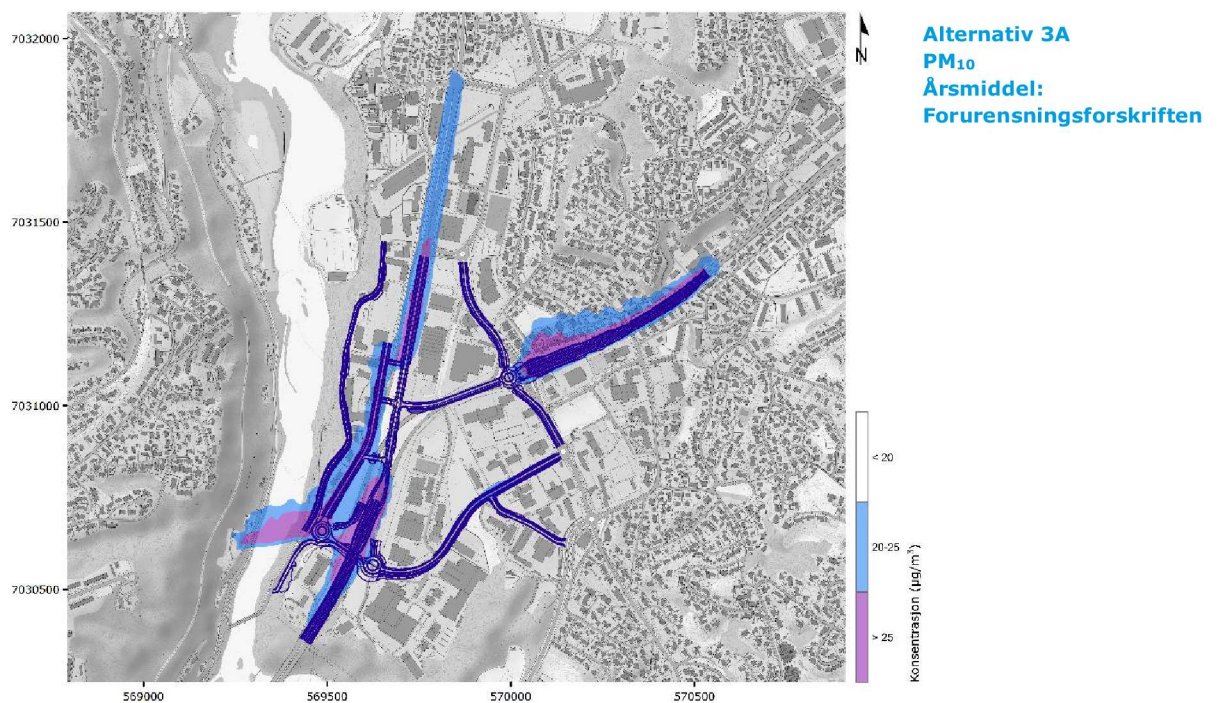 Alternativ 3A
PM₁₀
Årsmiddel:
Forurensningsforskriften
N
7032000
7031500
7031000
7030500
569000
569500
570000
570500
< 20
20-25
> 25
Konsentrasjon (µg/m³)